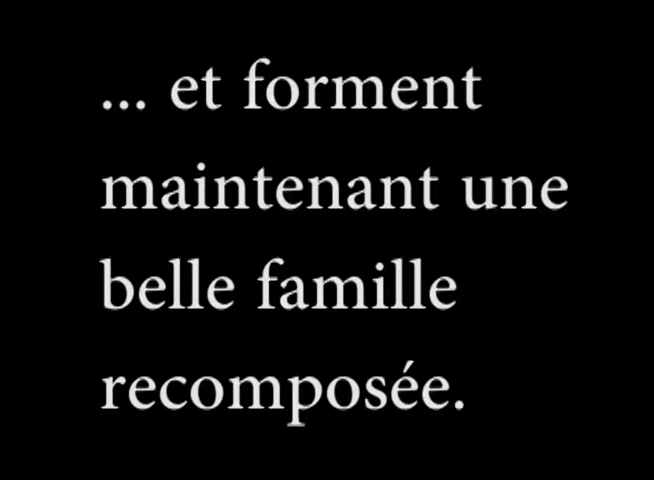 ... et forment
maintenant une
belle famille
recomposée.